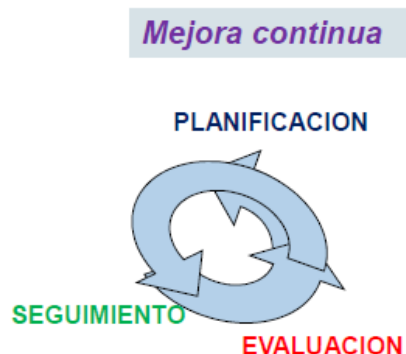 Mejora continua
PLANIFICACION
SEGUIMIENTO
EVALUACION